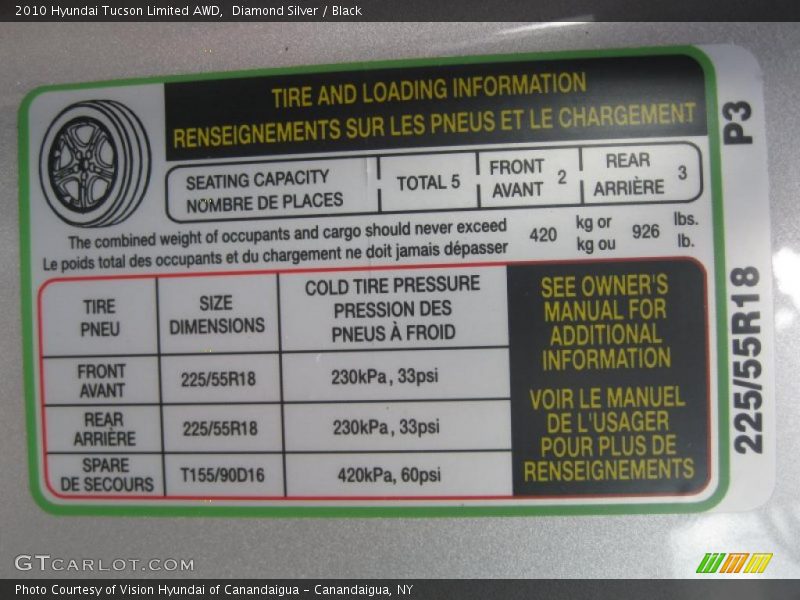 2010 Hyundai Tucson Limited AWD,  Diamond Silver / Black
TIRE AND LOADING INFORMATION
RENSEIGNEMENTS SUR LES PNEUS ET LE CHARGEMENT
SEATING CAPACITY
NOMBRE DE PLACES
TOTAL 5
FRONT
AVANT
2
REAR
ARRIÈRE
3
The combined weight of occupants and cargo should never exceed
Le poids total des occupants et du chargement ne doit jamais dépasser
420
kg or
kg ou
926
lbs.
lb.
TIRE
PNEU
SIZE
DIMENSIONS
COLD TIRE PRESSURE
PRESSION DES
PNEUS À FROID
FRONT
AVANT
225/55R18
230kPa, 33psi
REAR
ARRIÈRE
225/55R18
230kPa, 33psi
SPARE
DE SECOURS
T155/90D16
420kPa, 60psi
SEE OWNER'S
MANUAL FOR
ADDITIONAL
INFORMATION
VOIR LE MANUEL
DE L'USAGER
POUR PLUS DE
RENSEIGNEMENTS
P3
225/55R18
GTCARLOT.COM
Photo Courtesy of Vision Hyundai of Canandaigua - Canandaigua, NY